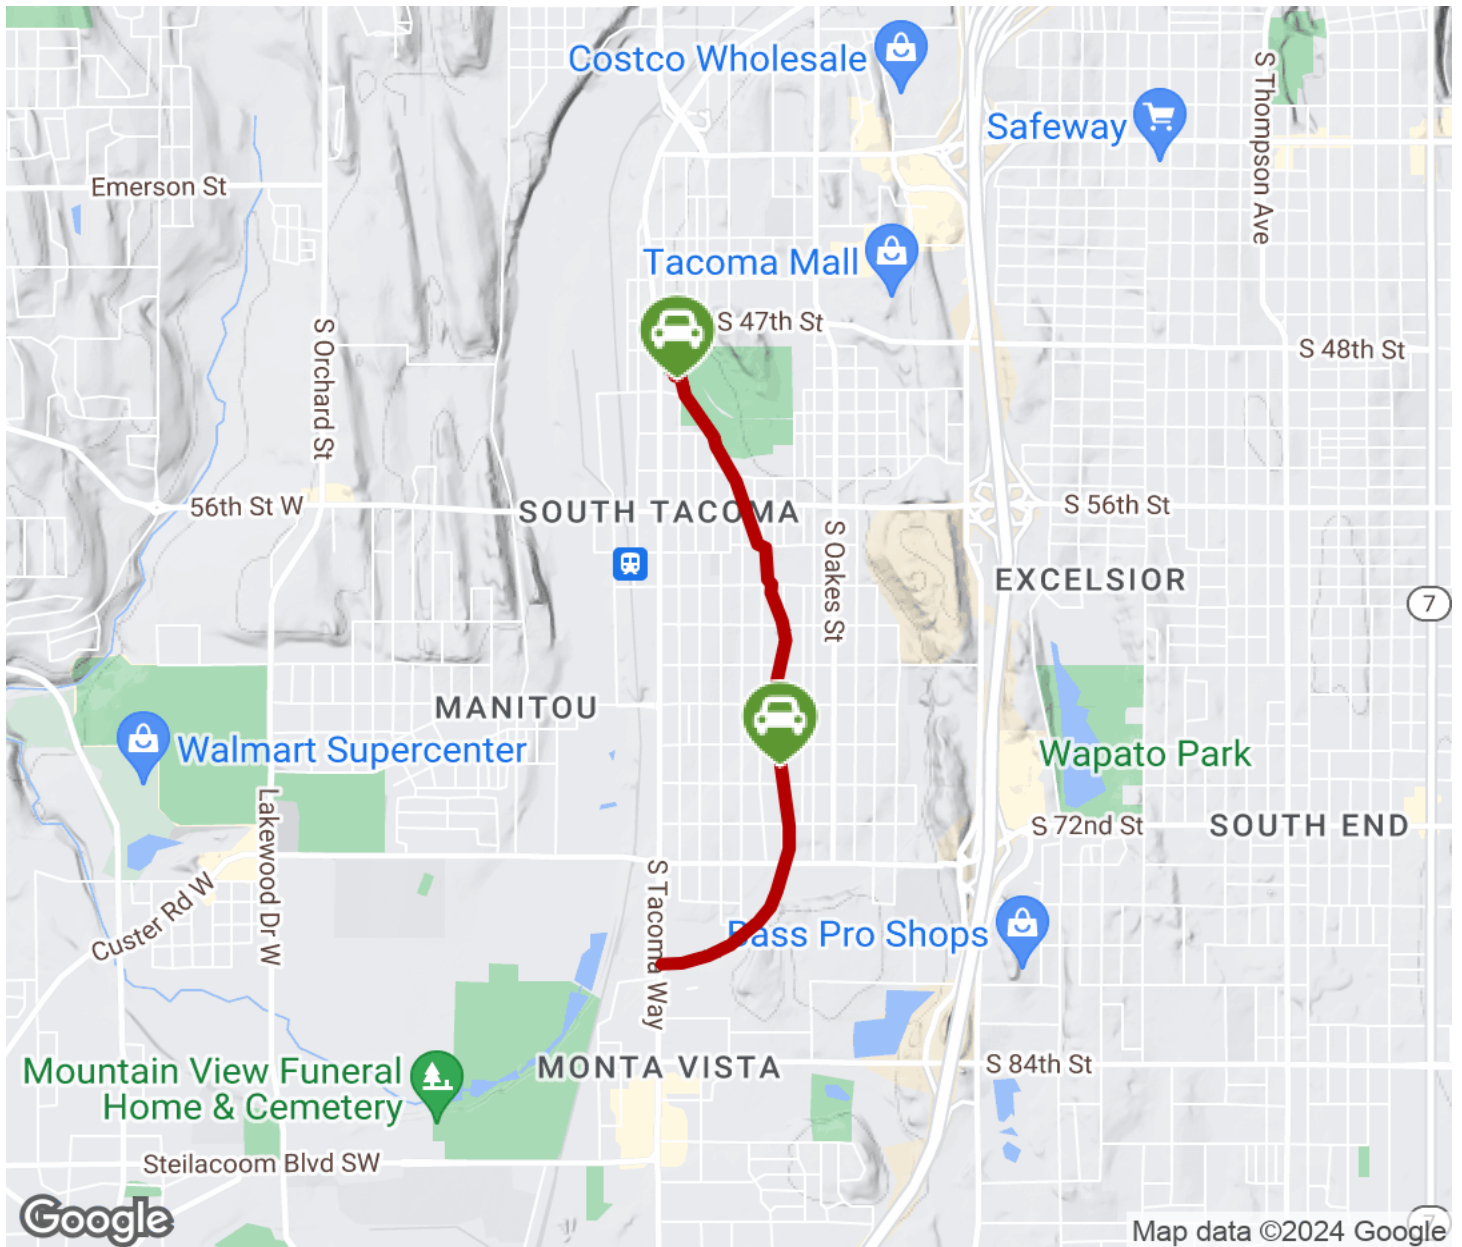 Costco Wholesale
Safeway
S Thompson Ave
Emerson St
Tacoma Mall
S 47th St
S 48th St
S Orchard St
56th St W
SOUTH TACOMA
S 56th St
S Oakes St
EXCELSIOR
7
MANITOU
Walmart Supercenter
Wapato Park
S 72nd St
SOUTH END
Lakewood Dr W
Custer Rd W
S Tacoma Way
Bass Pro Shops
Mountain View Funeral
Home & Cemetery
MONTA VISTA
S 84th St
Steilacoom Blvd SW
Google
7
Map data ©2024 Google